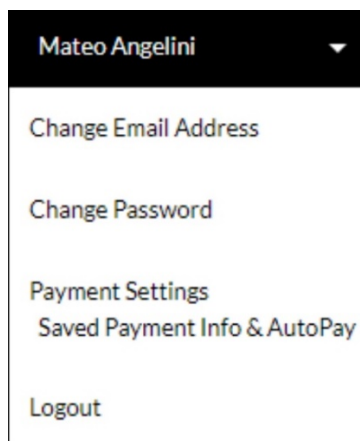 Mateo Angelini
Change Email Address
Change Password
Payment Settings
Saved Payment Info & AutoPay
Logout